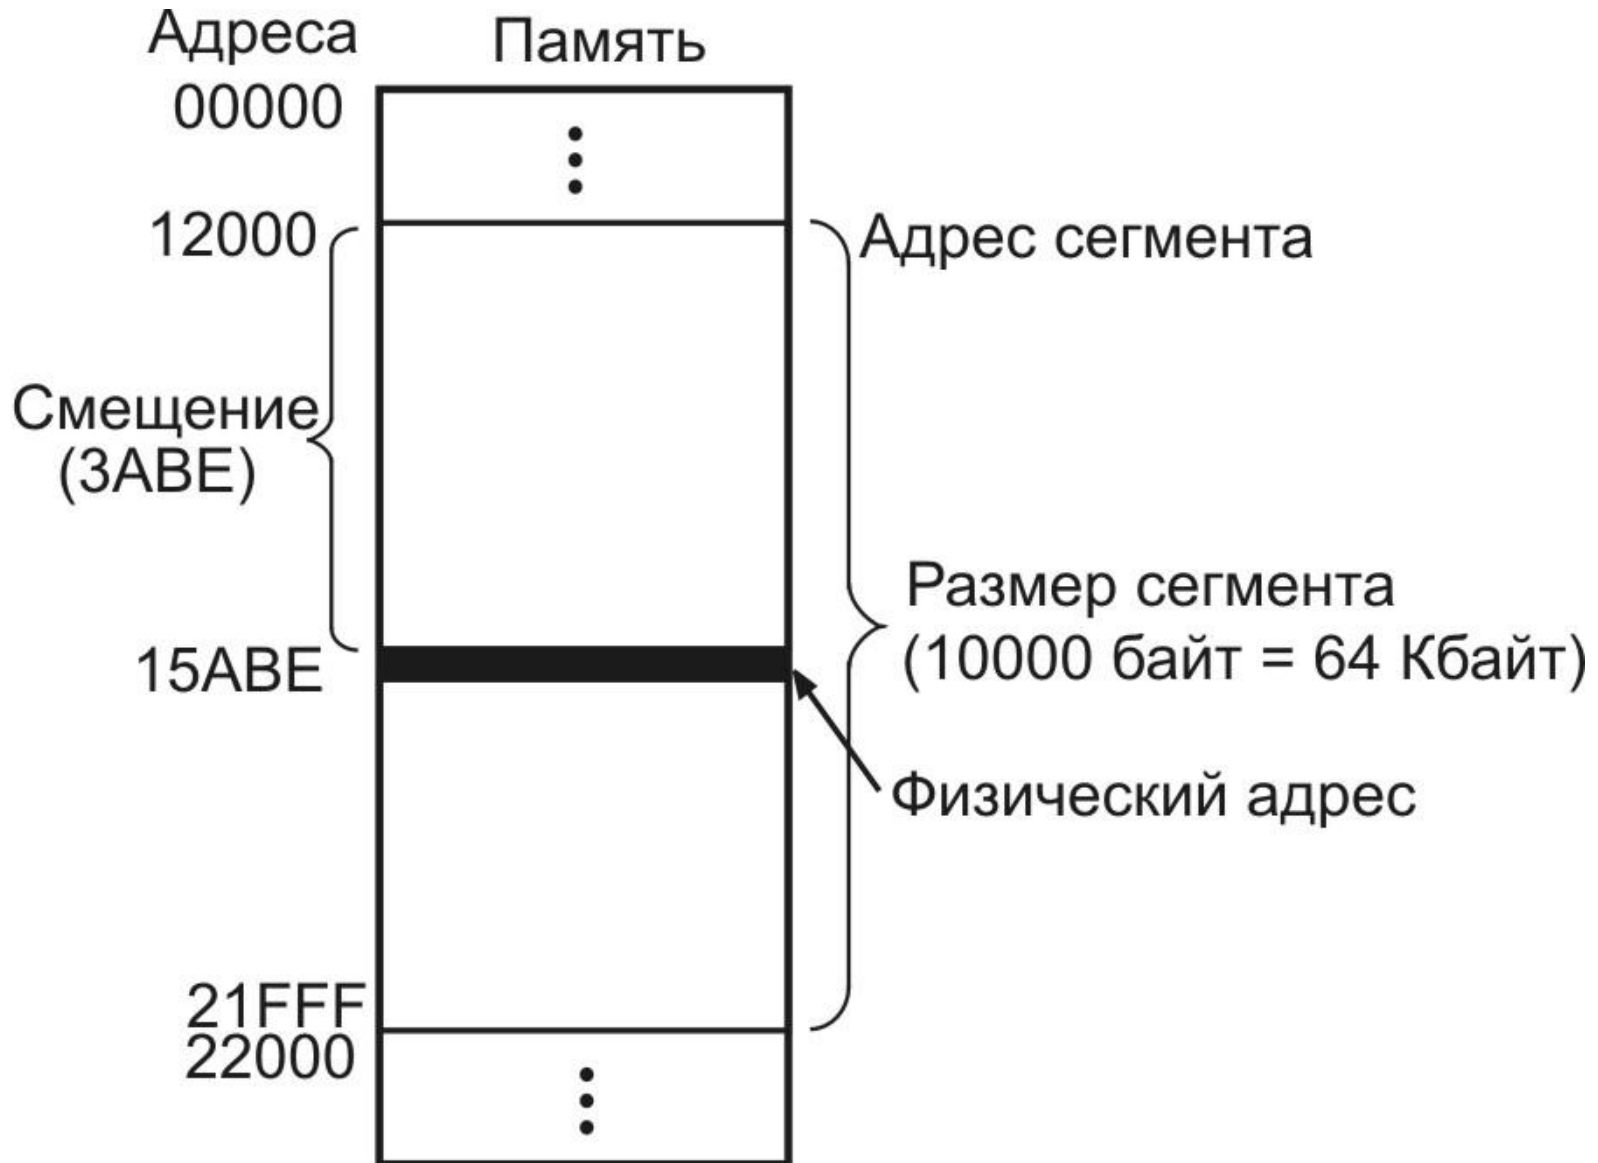 Адреса
Память
00000
12000
Адрес сегмента
Смещение
(3ABE)
Размер сегмента
(10000 байт = 64 Кбайт)
15ABE
Физический адрес
21FFF
22000